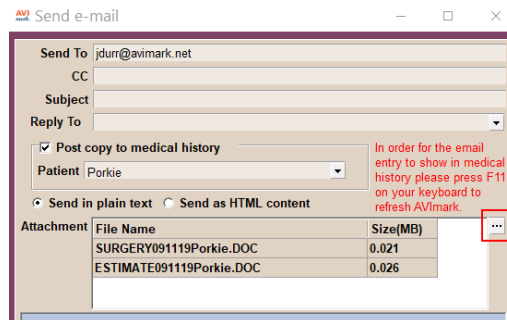 AVI mark Send e-mail
Send To jdurr@avimark.net
CC
Subject
Reply To
Post copy to medical history
Patient Porkie
In order for the email
entry to show in medical
history please press F11
on your keyboard to
refresh AVImark.
Send in plain text Send as HTML content
Attachment File Name Size(MB) ...
SURGERY091119Porkie.DOC 0.021
ESTIMATE091119Porkie.DOC 0.026